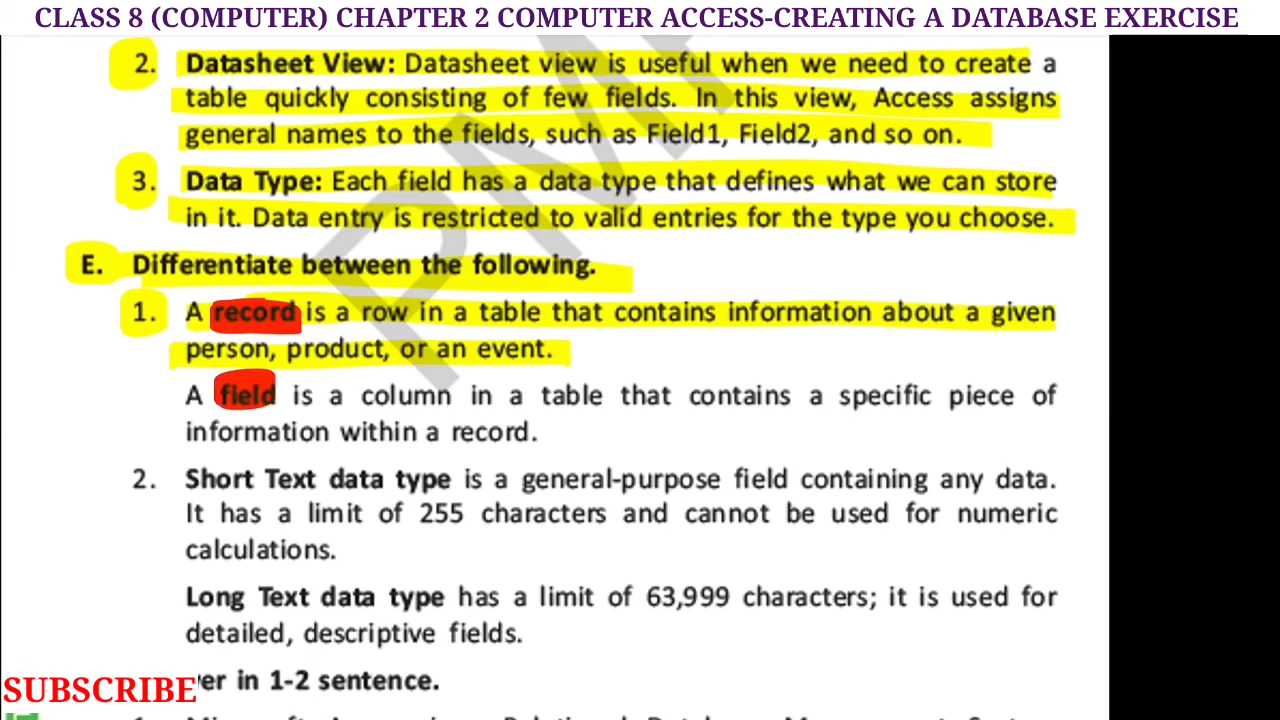 CLASS 8 (COMPUTER) CHAPTER 2 COMPUTER ACCESS-CREATING A DATABASE EXERCISE
2. Datasheet View: Datasheet view is useful when we need to create a
table quickly consisting of few fields. In this view, Access assigns
general names to the fields, such as Field1, Field2, and so on.
3. Data Type: Each field has a data type that defines what we can store
in it. Data entry is restricted to valid entries for the type you choose.
E. Differentiate between the following.
1. A record is a row in a table that contains information about a given
person, product, or an event.
A field is a column in a table that contains a specific piece of
information within a record.
2. Short Text data type is a general-purpose field containing any data.
It has a limit of 255 characters and cannot be used for numeric
calculations.
Long Text data type has a limit of 63,999 characters; it is used for
detailed, descriptive fields.
in 1-2 sentence.
SUBSCRIBE